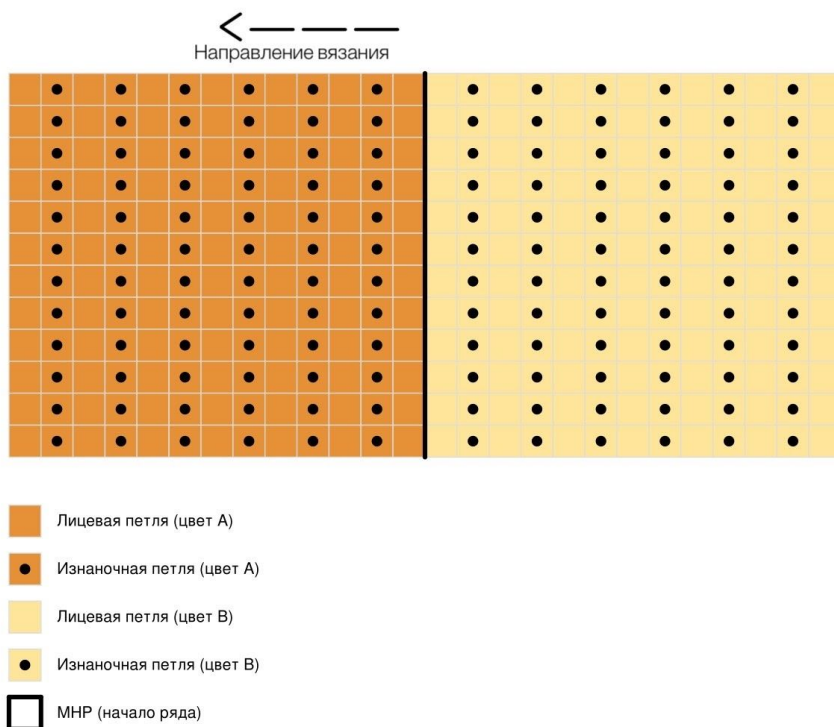 Направление вязания
Лицевая петля (цвет А)
Изнаночная петля (цвет А)
Лицевая петля (цвет В)
Изнаночная петля (цвет В)
МНР (начало ряда)